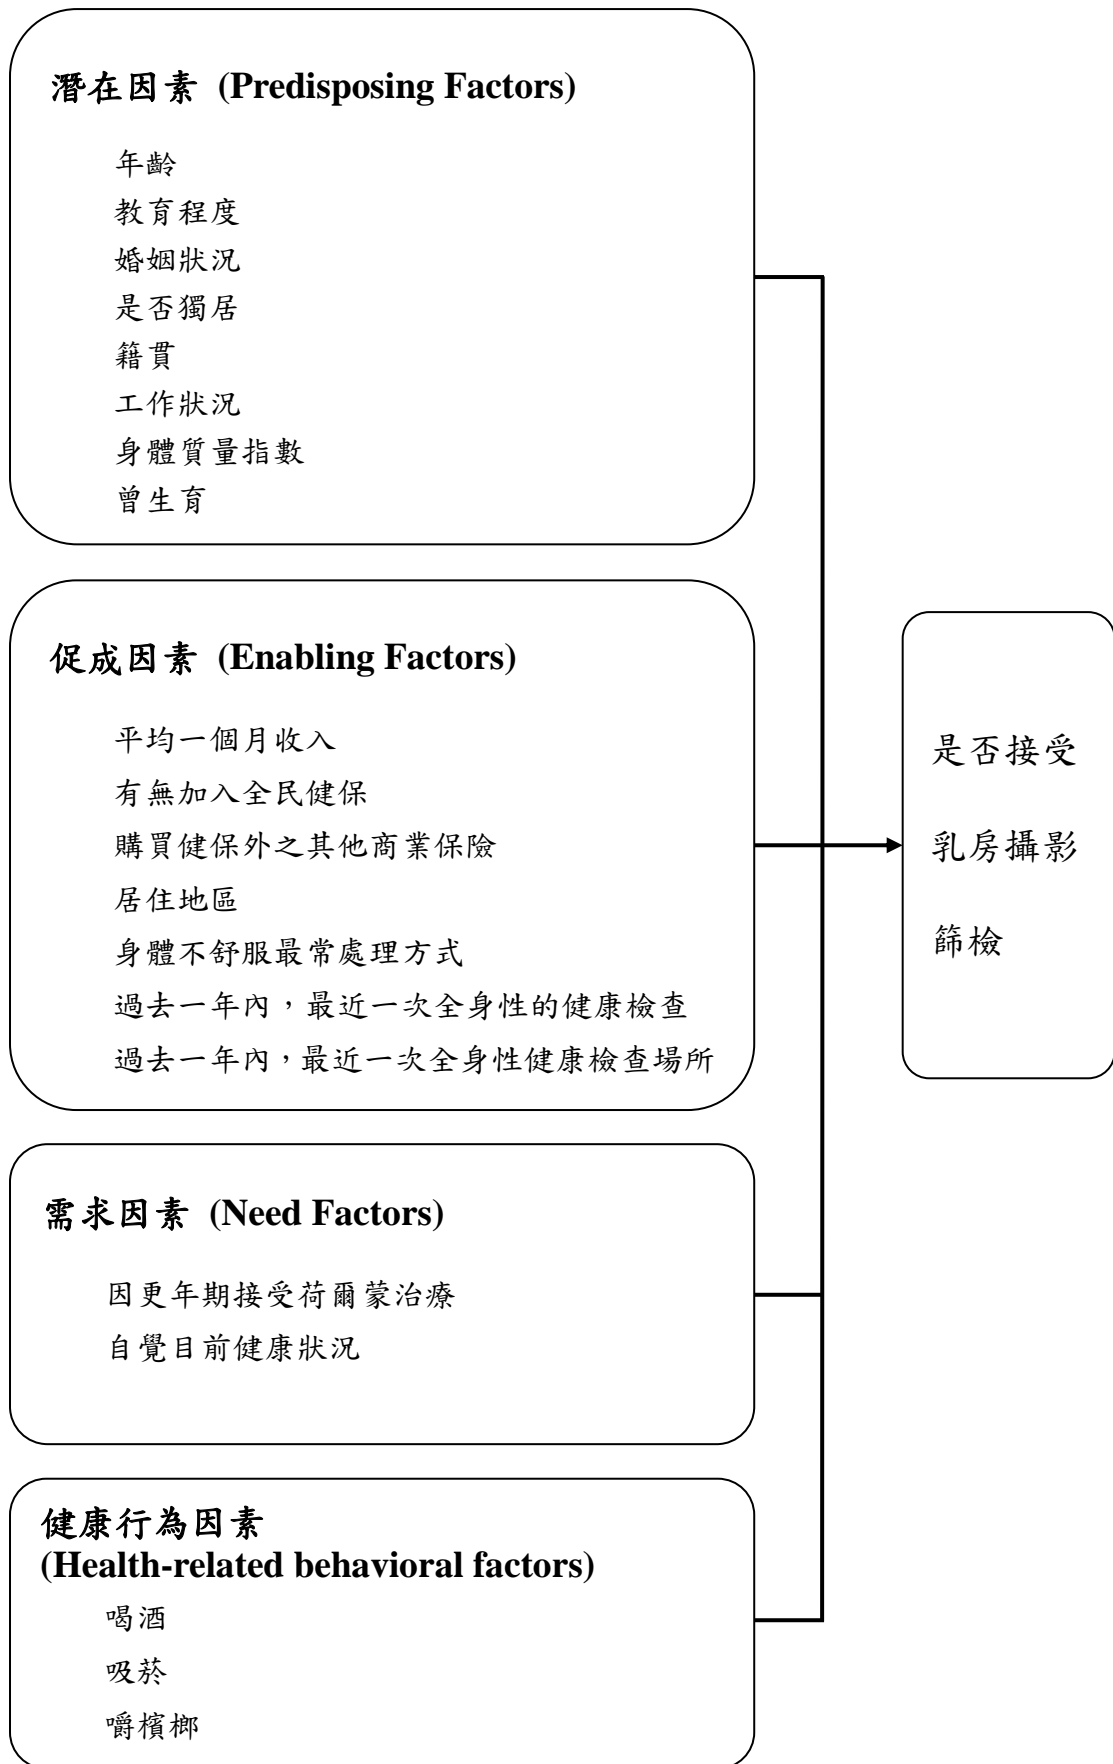 潛在因素 (Predisposing Factors)
年齡
教育程度
婚姻狀況
是否獨居
籍貫
工作狀況
身體質量指數
曾生育
促成因素 (Enabling Factors)
平均一個月收入
有無加入全民健保
購買健保外之其他商業保險
居住地區
身體不舒服最常處理方式
過去一年內，最近一次全身性的健康檢查
過去一年內，最近一次全身性健康檢查場所
需求因素 (Need Factors)
因更年期接受荷爾蒙治療
自覺目前健康狀況
健康行為因素
(Health-related behavioral factors)
喝酒
吸菸
嚼檳榔
是否接受
乳房攝影
篩檢